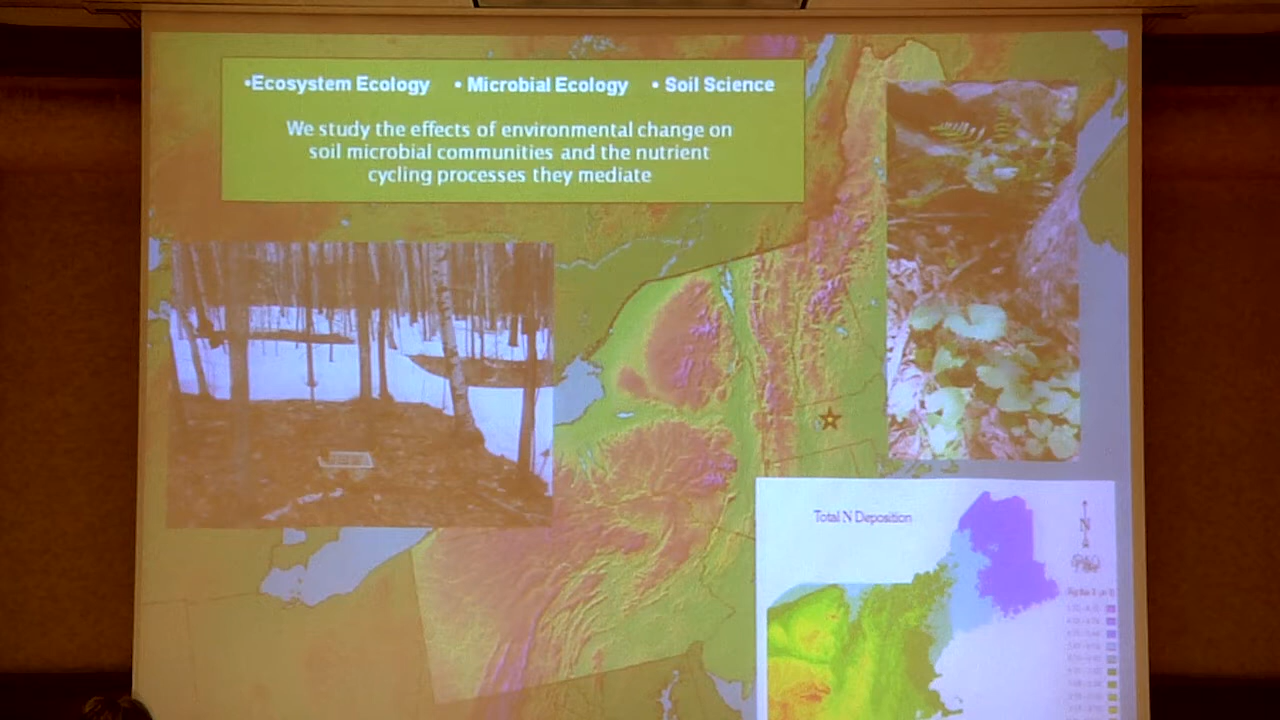 •Ecosystem Ecology • Microbial Ecology • Soil Science
We study the effects of environmental change on
soil microbial communities and the nutrient
cycling processes they mediate
Total N Deposition
N